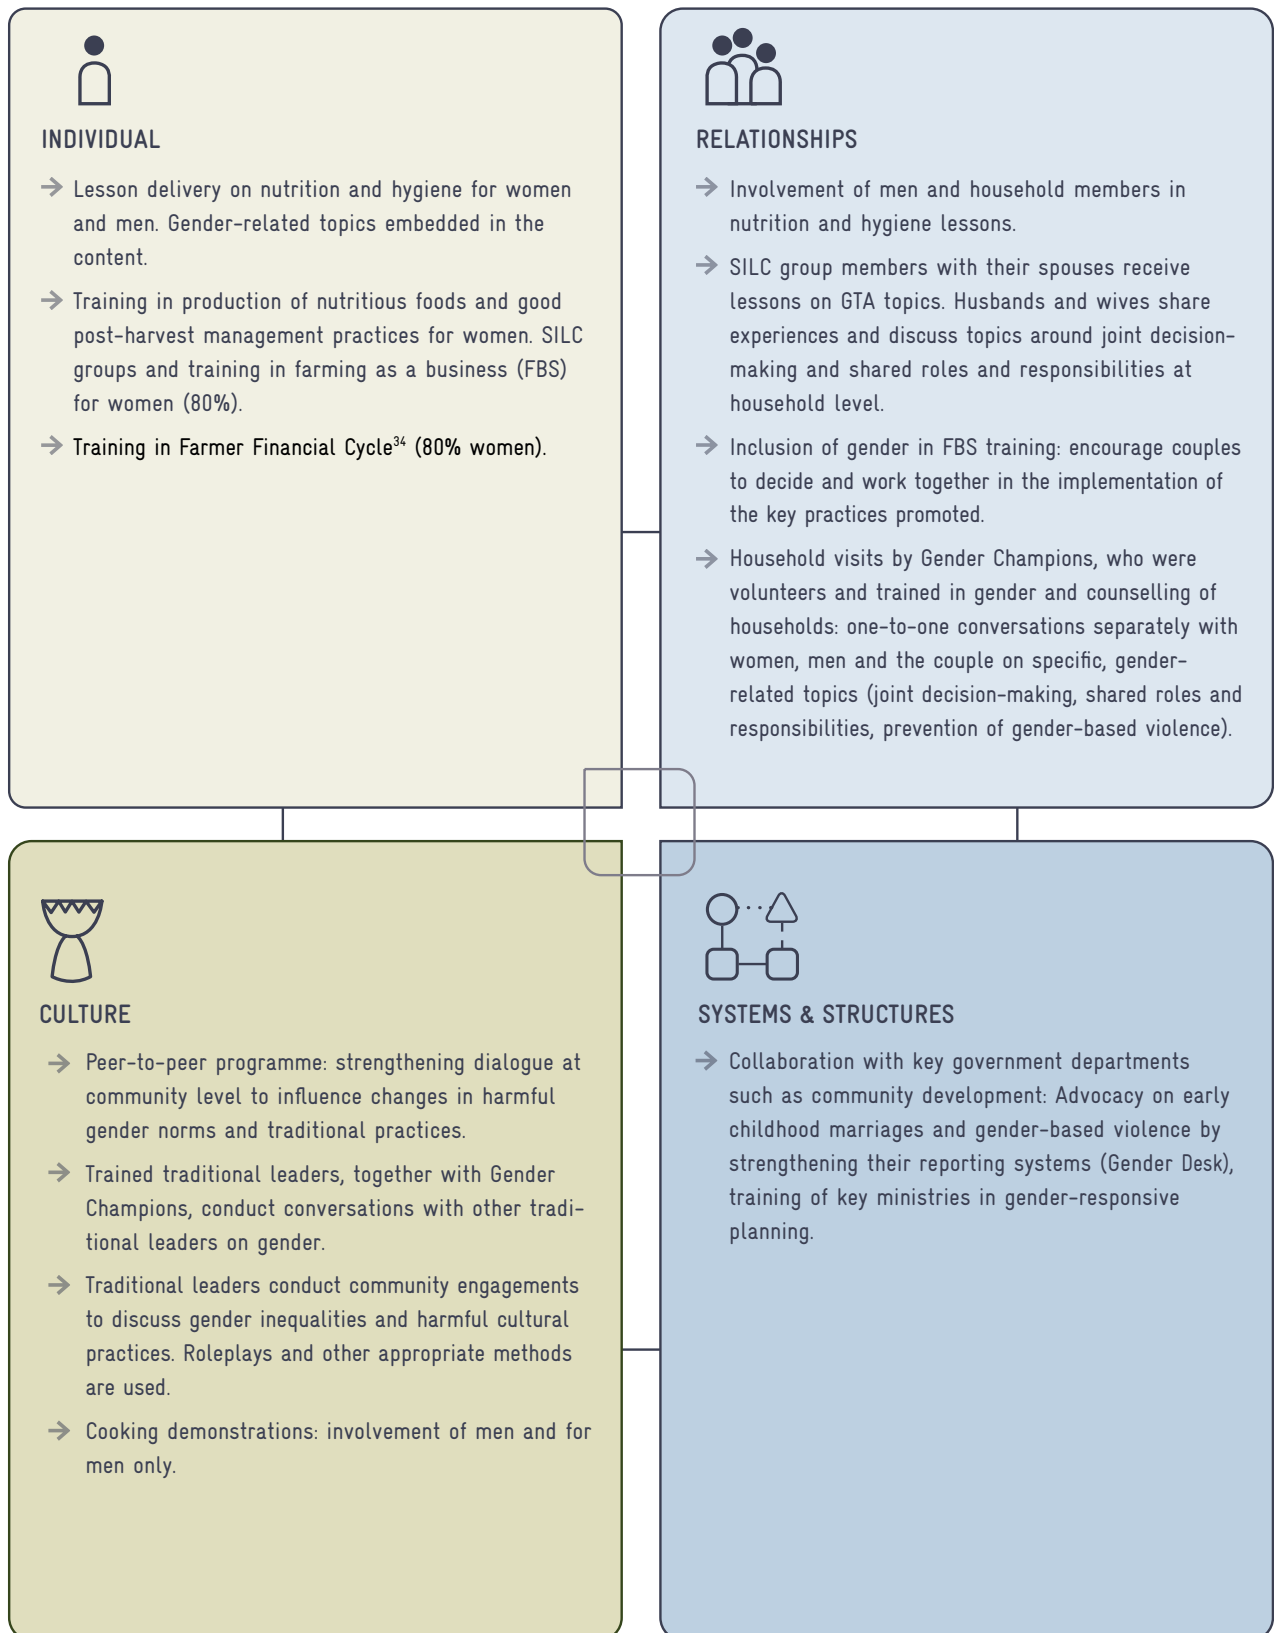 INDIVIDUAL
Lesson delivery on nutrition and hygiene for women
and men. Gender-related topics embedded in the
content.
Training in production of nutritious foods and good
post-harvest management practices for women. SILC
groups and training in farming as a business (FBS)
for women (80%).
Training in Farmer Financial Cycle³⁴ (80% women).
RELATIONSHIPS
Involvement of men and household members in
nutrition and hygiene lessons.
SILC group members with their spouses receive
lessons on GTA topics. Husbands and wives share
experiences and discuss topics around joint decision-
making and shared roles and responsibilities at
household level.
Inclusion of gender in FBS training: encourage couples
to decide and work together in the implementation of
the key practices promoted.
Household visits by Gender Champions, who were
volunteers and trained in gender and counselling of
households: one-to-one conversations separately with
women, men and the couple on specific, gender-
related topics (joint decision-making, shared roles and
responsibilities, prevention of gender-based violence).
CULTURE
Peer-to-peer programme: strengthening dialogue at
community level to influence changes in harmful
gender norms and traditional practices.
Trained traditional leaders, together with Gender
Champions, conduct conversations with other tradi-
tional leaders on gender.
Traditional leaders conduct community engagements
to discuss gender inequalities and harmful cultural
practices. Roleplays and other appropriate methods
are used.
Cooking demonstrations: involvement of men and for
men only.
SYSTEMS & STRUCTURES
Collaboration with key government departments
such as community development: Advocacy on early
childhood marriages and gender-based violence by
strengthening their reporting systems (Gender Desk),
training of key ministries in gender-responsive
planning.